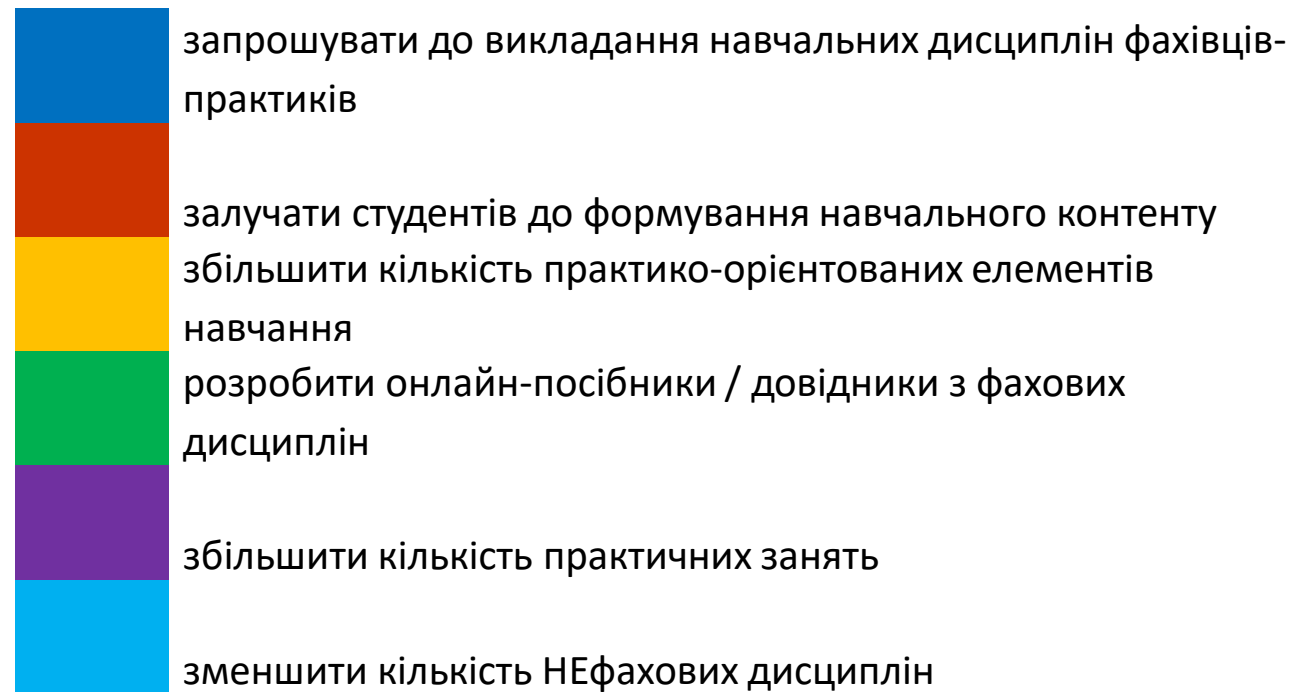 запрошувати до викладання навчальних дисциплін фахівців-
практиків
залучати студентів до формування навчального контенту
збільшити кількість практико-орієнтованих елементів
навчання
розробити онлайн-посібники / довідники з фахових
дисциплін
збільшити кількість практичних занять
зменшити кількість НЕфахових дисциплін